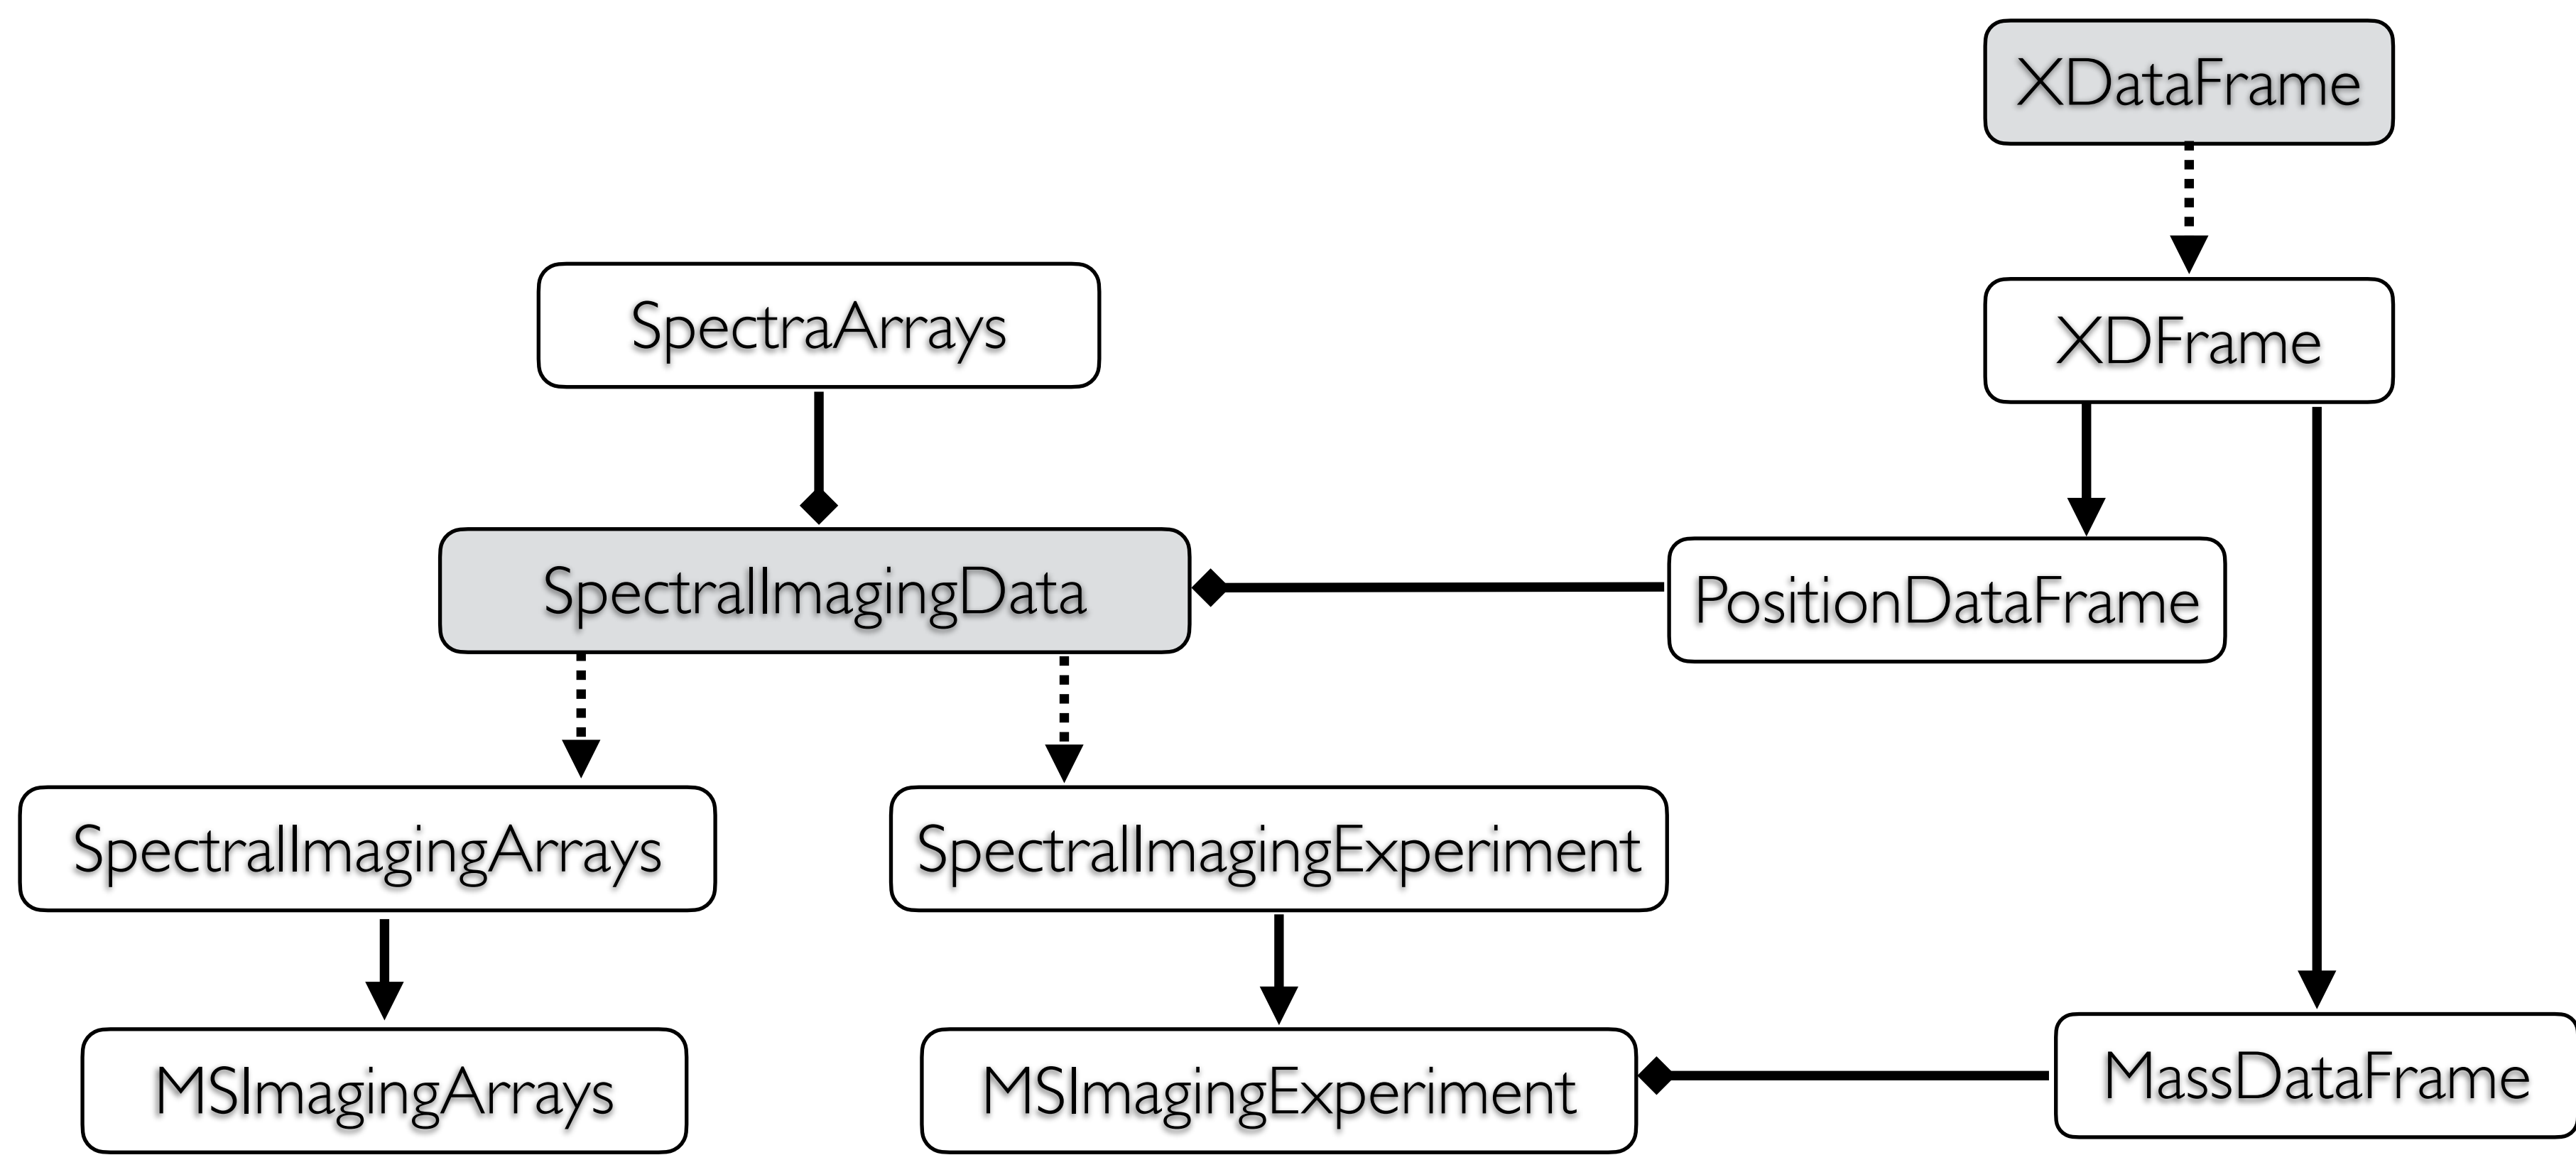 XDataFrame
SpectraArrays
XDFrame
SpectralImagingData
PositionDataFrame
SpectralImagingArrays
SpectralImagingExperiment
MSImagingArrays
MSImagingExperiment
MassDataFrame